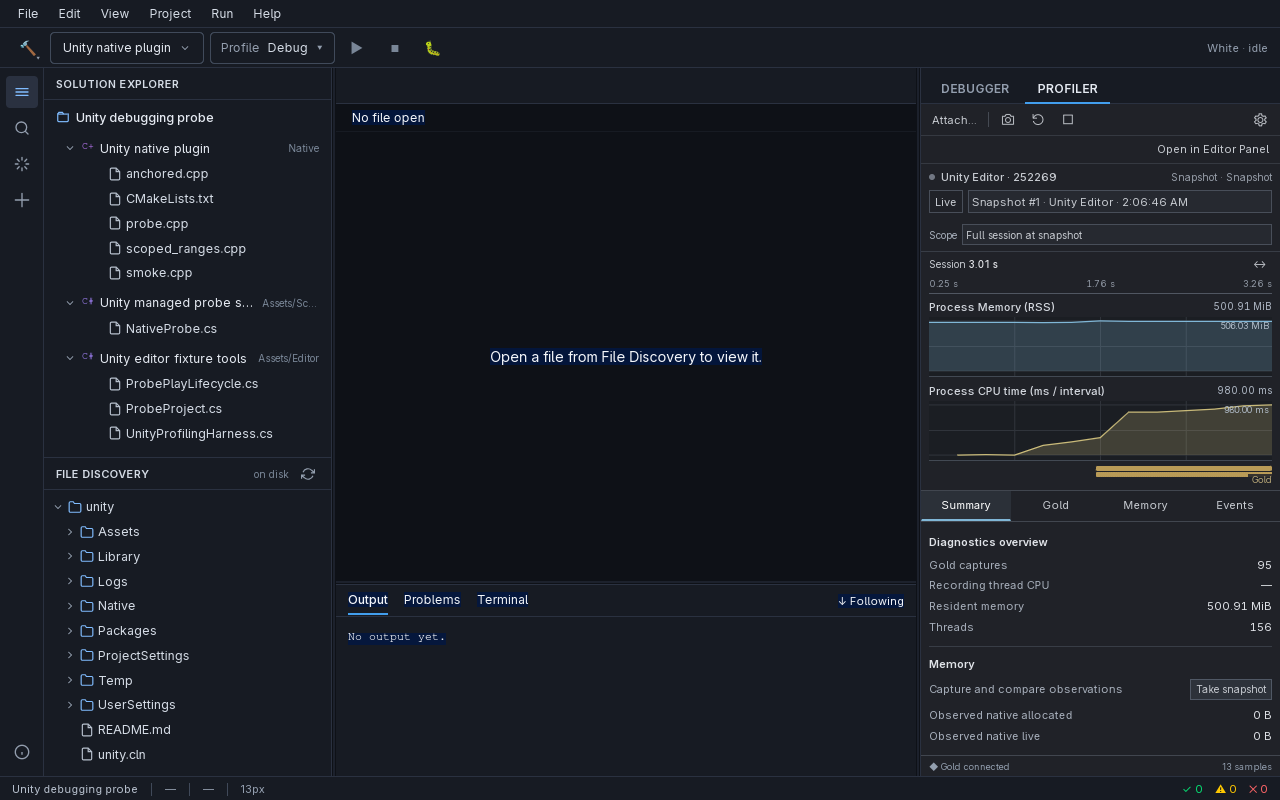 File Edit View Project Run Help
Unity native plugin Profile Debug White · idle
SOLUTION EXPLORER
Unity debugging probe
Unity native plugin Native
anchored.cpp
CMakeLists.txt
probe.cpp
scoped_ranges.cpp
smoke.cpp
Unity managed probe s... Assets/Sc...
NativeProbe.cs
Unity editor fixture tools Assets/Editor
ProbePlayLifecycle.cs
ProbeProject.cs
UnityProfilingHarness.cs
FILE DISCOVERY on disk
unity
Assets
Library
Logs
Native
Packages
ProjectSettings
Temp
UserSettings
README.md
unity.cln
No file open
Open a file from File Discovery to view it.
Output Problems Terminal ↓ Following
No output yet.
DEBUGGER PROFILER
Attach...
Open in Editor Panel
Unity Editor · 252269 Snapshot · Snapshot
Live Snapshot #1 · Unity Editor · 2:06:46 AM
Scope Full session at snapshot
Session 3.01 s ↔
0.25 s 1.76 s 3.26 s
Process Memory (RSS) 500.91 MiB
506.03 MiB
Process CPU time (ms / interval) 980.00 ms
980.00 ms
Gold
Summary Gold Memory Events
Diagnostics overview
Gold captures 95
Recording thread CPU —
Resident memory 500.91 MiB
Threads 156
Memory
Capture and compare observations Take snapshot
Observed native allocated 0 B
Observed native live 0 B
◆ Gold connected 13 samples
Unity debugging probe — — 13px ✓ 0 ⚠ 0 ✕ 0